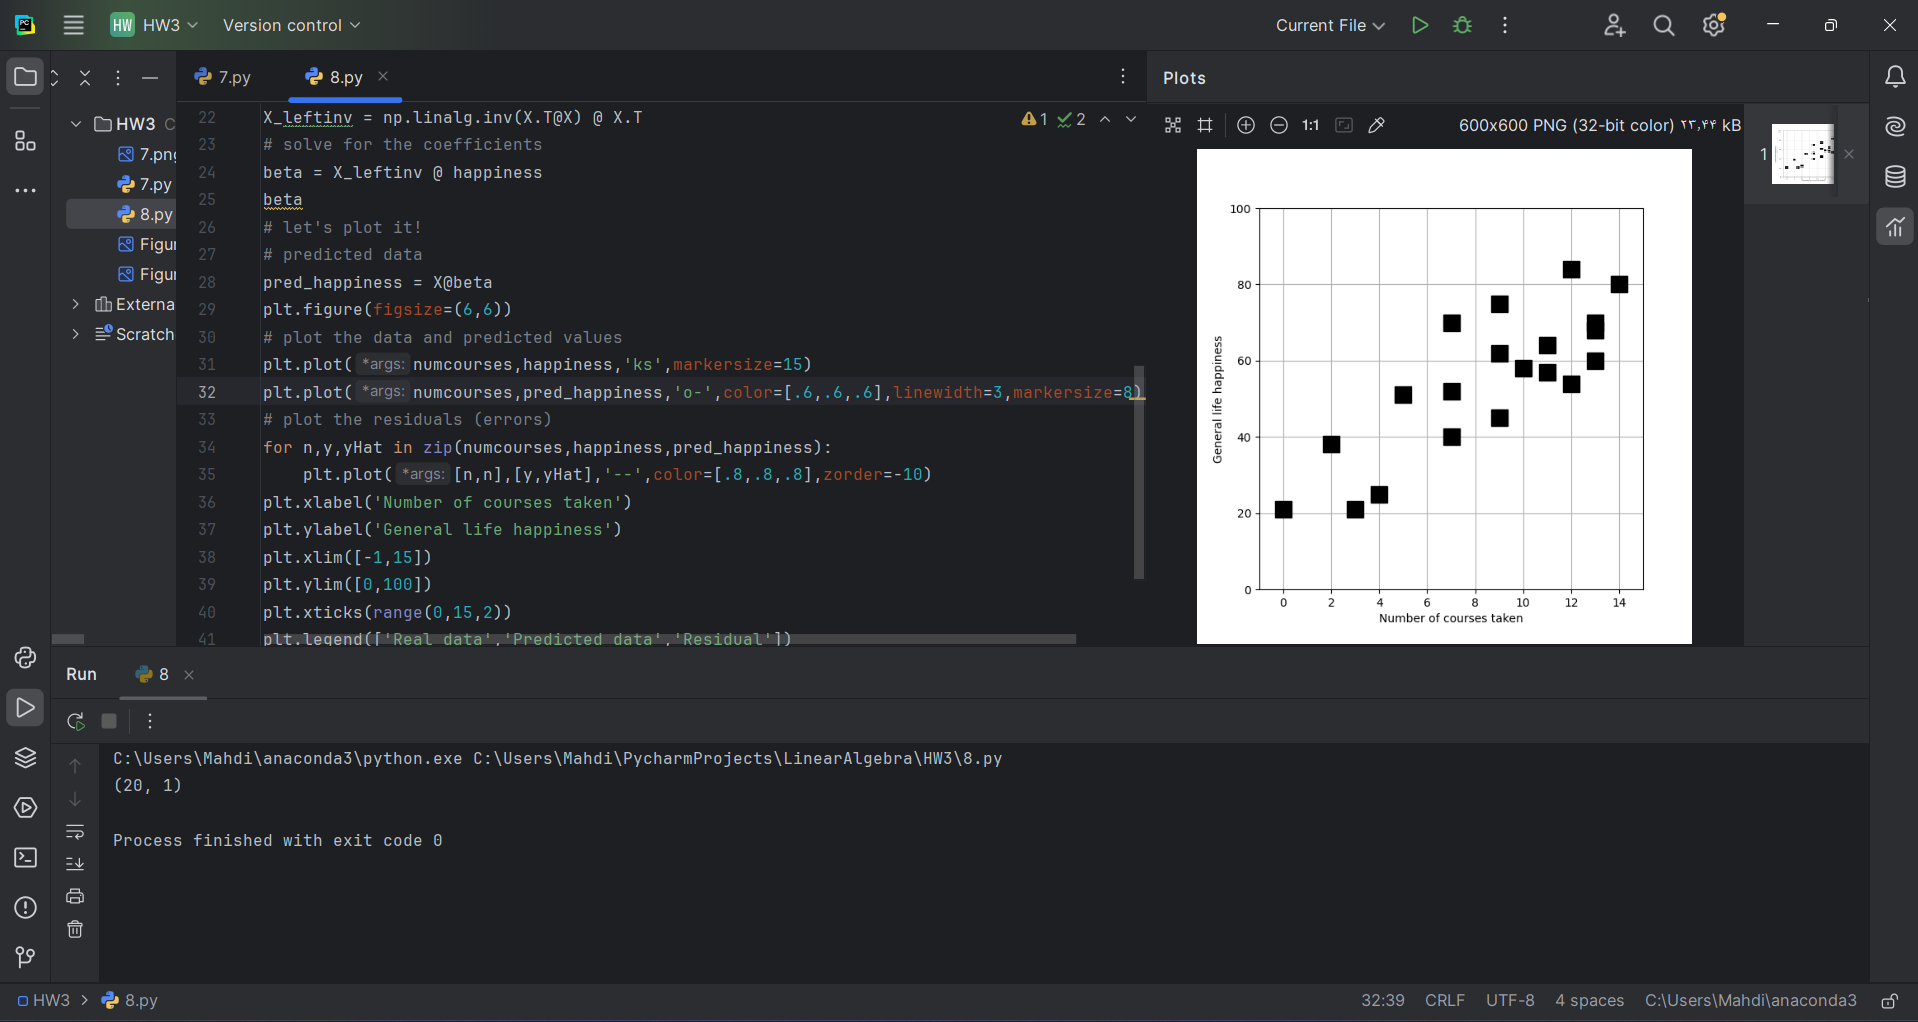 PC
HW HW3 Version control Current File
7.py 8.py Plots
HW3 C
7.png
7.py
8.py
Figur
Figur
Externa
Scratch
1 2
22 X_leftinv = np.linalg.inv(X.T@X) @ X.T
23 # solve for the coefficients
24 beta = X_leftinv @ happiness
25 beta
26 # let's plot it!
27 # predicted data
28 pred_happiness = X@beta
29 plt.figure(figsize=(6,6))
30 # plot the data and predicted values
31 plt.plot( *args: numcourses,happiness,'ks',markersize=15)
32 plt.plot( *args: numcourses,pred_happiness,'o-',color=[.6,.6,.6],linewidth=3,markersize=8)
33 # plot the residuals (errors)
34 for n,y,yHat in zip(numcourses,happiness,pred_happiness):
35 plt.plot( *args: [n,n],[y,yHat],'--',color=[.8,.8,.8],zorder=-10)
36 plt.xlabel('Number of courses taken')
37 plt.ylabel('General life happiness')
38 plt.xlim([-1,15])
39 plt.ylim([0,100])
40 plt.xticks(range(0,15,2))
41 plt.legend(['Real data','Predicted data','Residual'])
1:1 600x600 PNG (32-bit color) ۲۳٫۴۴ kB
1
100
80
60
40
20
0
General life happiness
0 2 4 6 8 10 12 14
Number of courses taken
Run 8
C:\Users\Mahdi\anaconda3\python.exe C:\Users\Mahdi\PycharmProjects\LinearAlgebra\HW3\8.py
(20, 1)
Process finished with exit code 0
HW3 8.py 32:39 CRLF UTF-8 4 spaces C:\Users\Mahdi\anaconda3